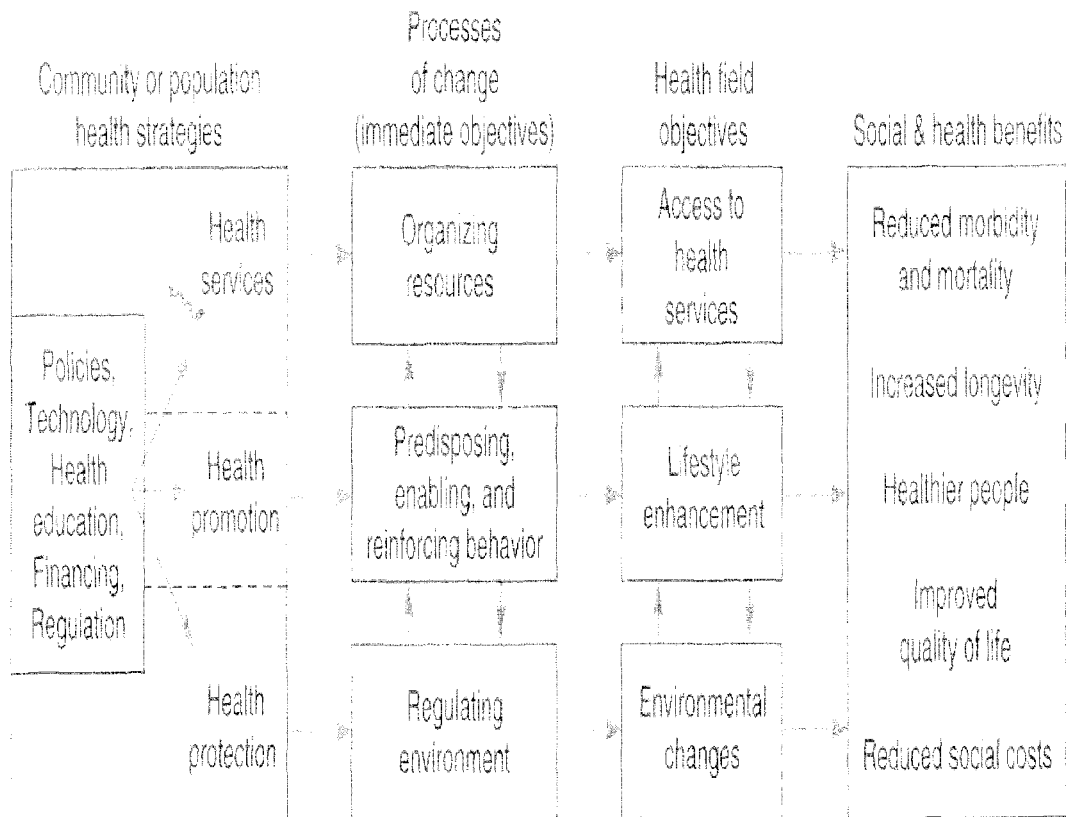 Community or population
health strategies
Processes
of change
(immediate objectives)
Health field
objectives
Social & health benefits
Policies,
Technology,
Health
education,
Financing,
Regulation
Health
services
Health
promotion
Health
protection
Organizing
resources
Predisposing,
enabling, and
reinforcing behavior
Regulating
environment
Access to
health
services
Lifestyle
enhancement
Environmental
changes
Reduced morbidity
and mortality
Increased longevity
Healthier people
Improved
quality of life
Reduced social costs